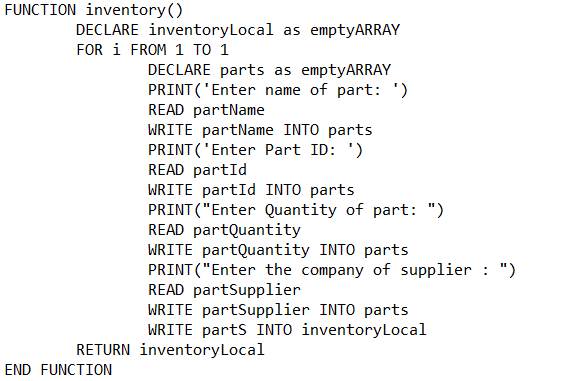 FUNCTION inventory()
DECLARE inventoryLocal as emptyARRAY
FOR i FROM 1 TO 1
DECLARE parts as emptyARRAY
PRINT('Enter name of part: ')
READ partName
WRITE partName INTO parts
PRINT('Enter Part ID: ')
READ partId
WRITE partId INTO parts
PRINT("Enter Quantity of part: ")
READ partQuantity
WRITE partQuantity INTO parts
PRINT("Enter the company of supplier : ")
READ partSupplier
WRITE partSupplier INTO parts
WRITE partS INTO inventoryLocal
RETURN inventoryLocal
END FUNCTION